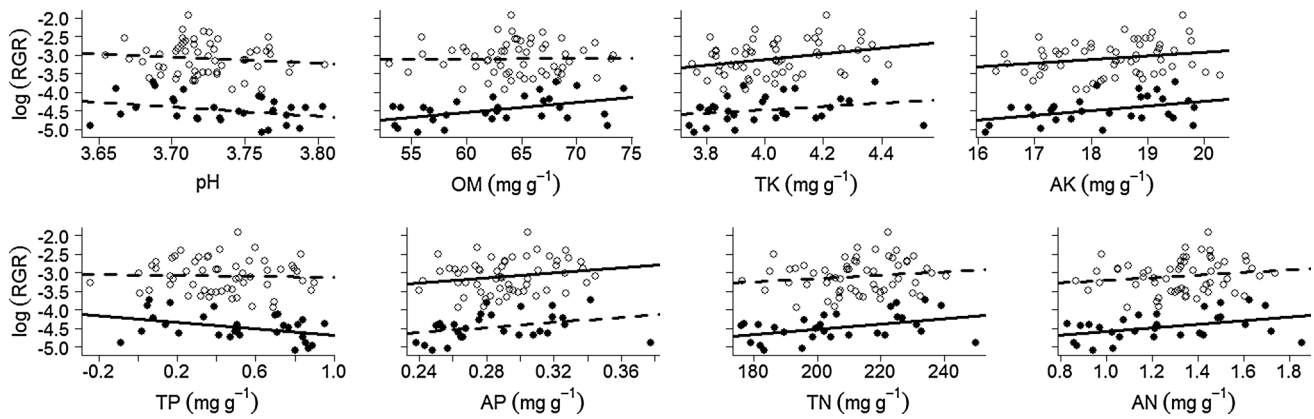 log (RGR)
-2.0
-2.5
-3.0
-3.5
-4.0
-4.5
-5.0
3.65 3.70 3.75 3.80
pH
55 60 65 70 75
OM (mg g⁻¹)
3.8 4.0 4.2 4.4
TK (mg g⁻¹)
16 17 18 19 20
AK (mg g⁻¹)
log (RGR)
-2.0
-2.5
-3.0
-3.5
-4.0
-4.5
-5.0
-0.2 0.2 0.6 1.0
TP (mg g⁻¹)
0.24 0.28 0.32 0.36
AP (mg g⁻¹)
180 200 220 240
TN (mg g⁻¹)
0.8 1.0 1.2 1.4 1.6 1.8
AN (mg g⁻¹)